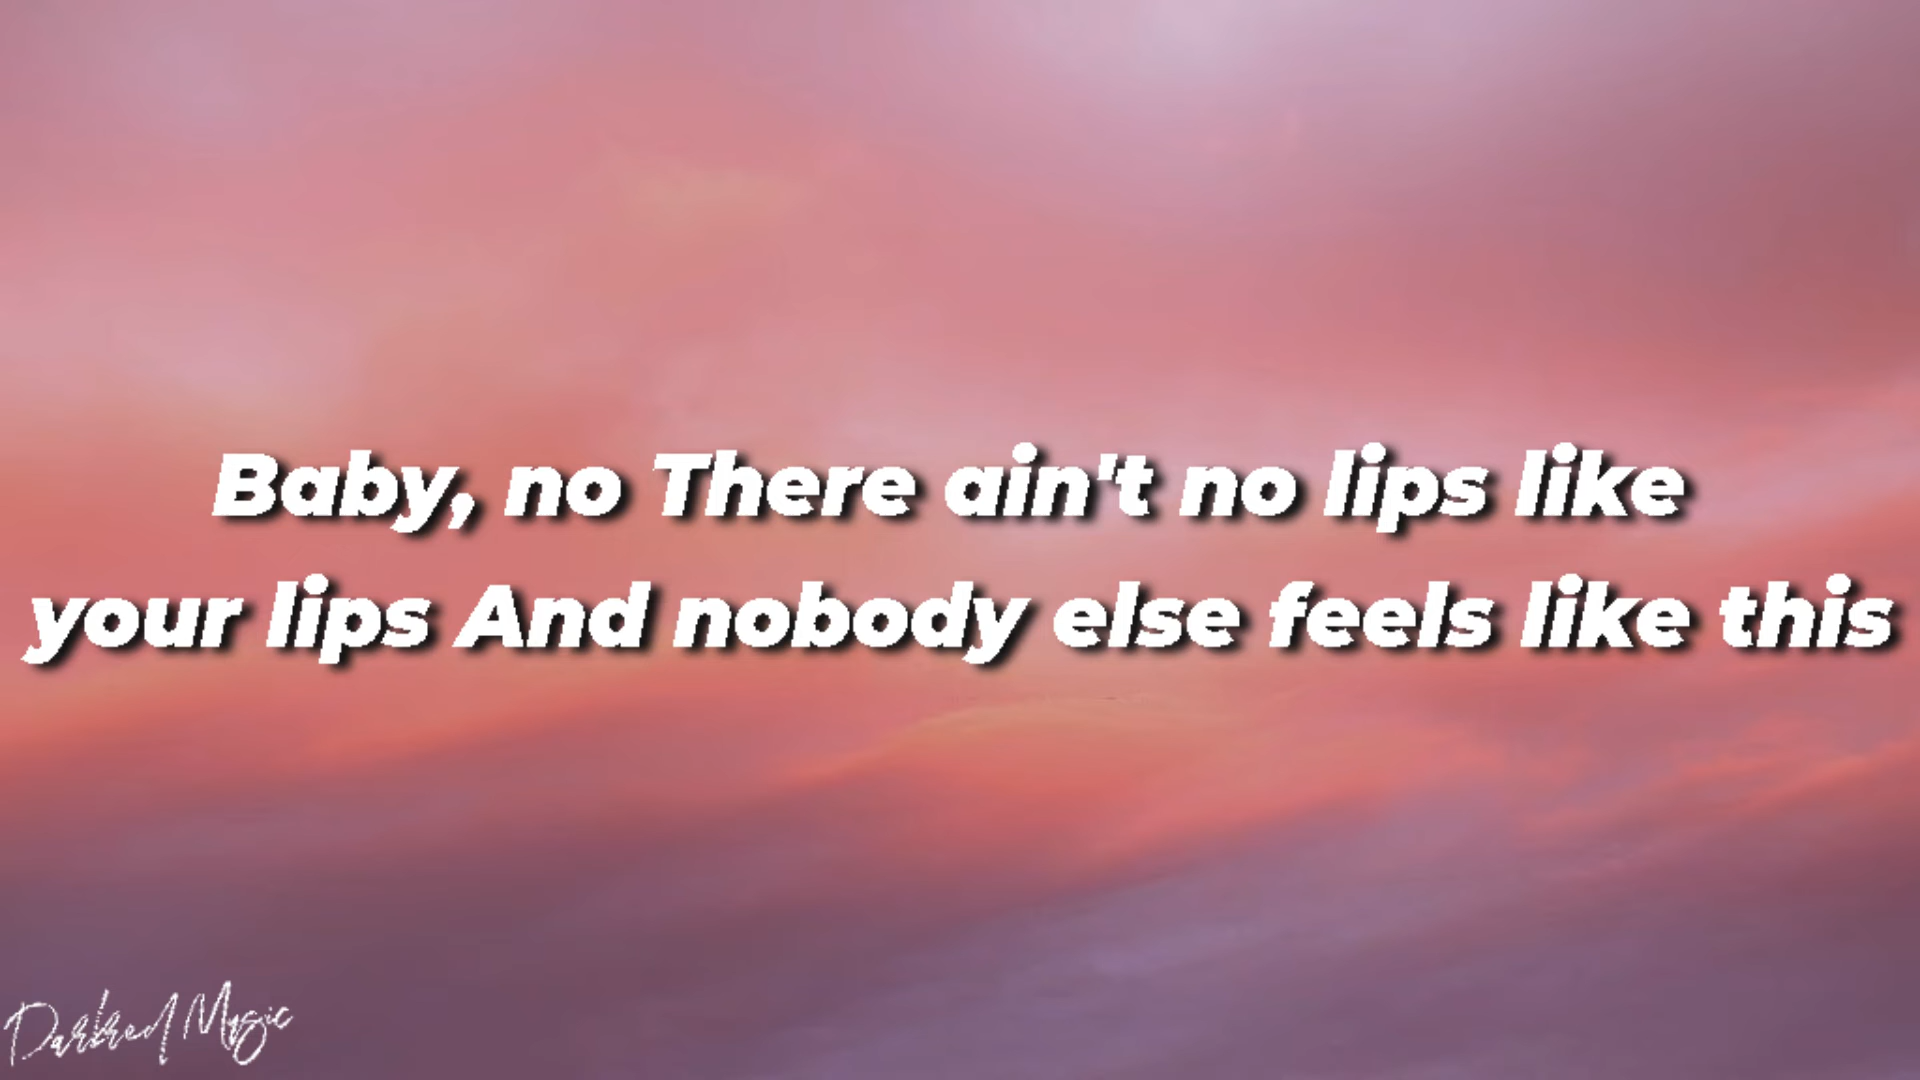 Baby, no There ain't no lips like
your lips And nobody else feels like this
Darkred Music